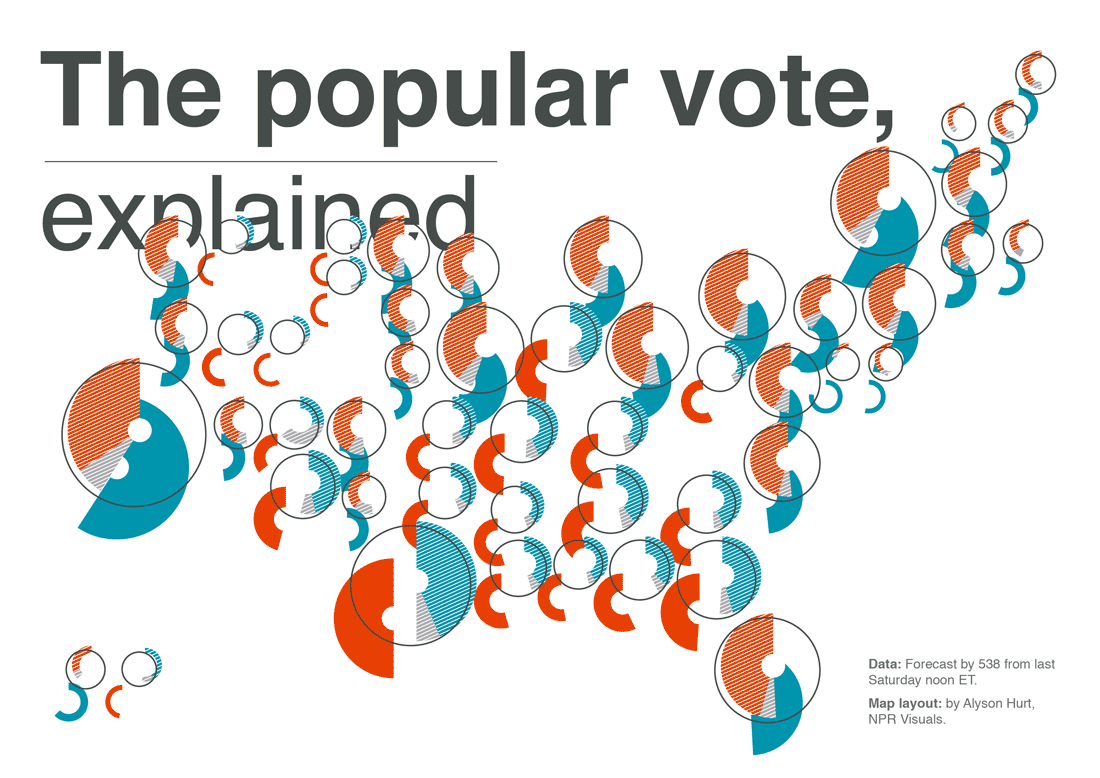 The popular vote,
explained
Data: Forecast by 538 from last
Saturday noon ET.
Map layout: by Alyson Hurt,
NPR Visuals.